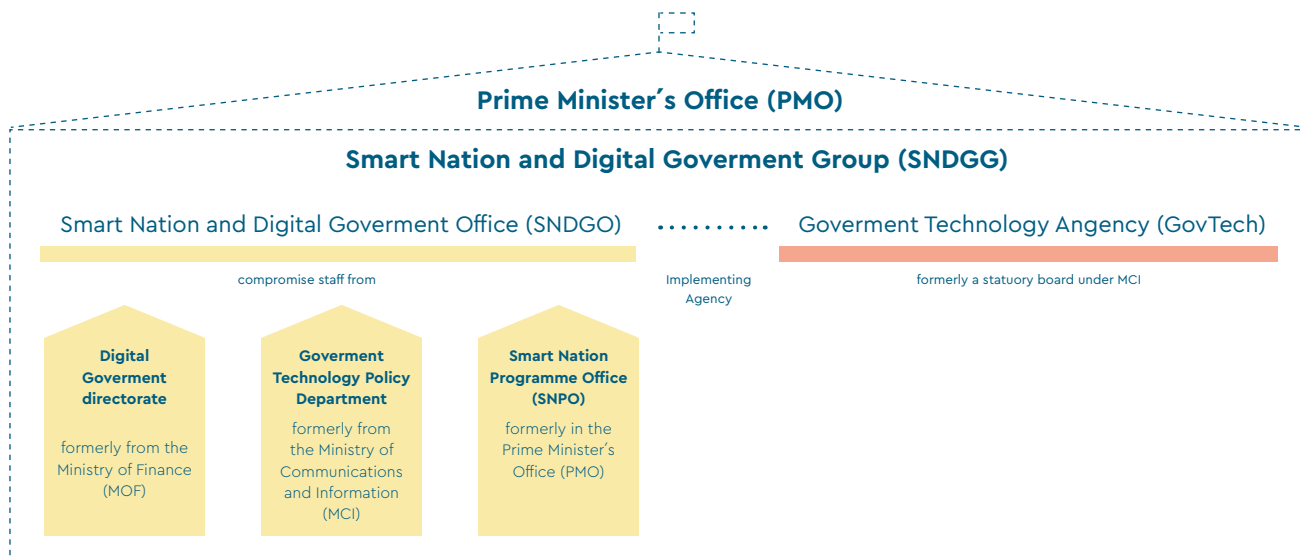 Prime Minister´s Office (PMO)
Smart Nation and Digital Goverment Group (SNDGG)
Smart Nation and Digital Goverment Office (SNDGO)
Goverment Technology Angency (GovTech)
compromise staff from
Implementing
Agency
formerly a statuory board under MCI
Digital
Goverment
directorate
formerly from the
Ministry of Finance
(MOF)
Goverment
Technology Policy
Department
formerly from
the Ministry of
Communications
and Information
(MCI)
Smart Nation
Programme Office
(SNPO)
formerly in the
Prime Minister´s
Office (PMO)